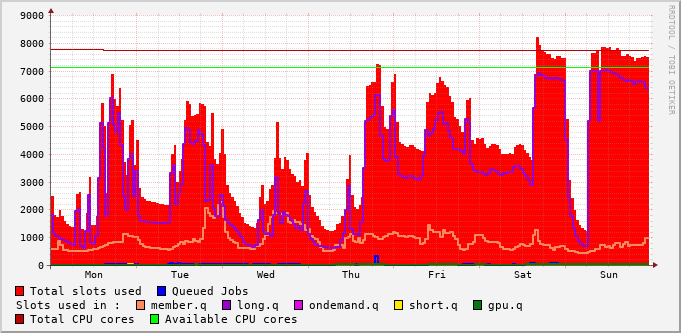 RRDTOOL / TOBI OETIKER
9000
8000
7000
6000
5000
4000
3000
2000
1000
0
Mon Tue Wed Thu Fri Sat Sun
Total slots used Queued Jobs
Slots used in : member.q long.q ondemand.q short.q gpu.q
Total CPU cores Available CPU cores